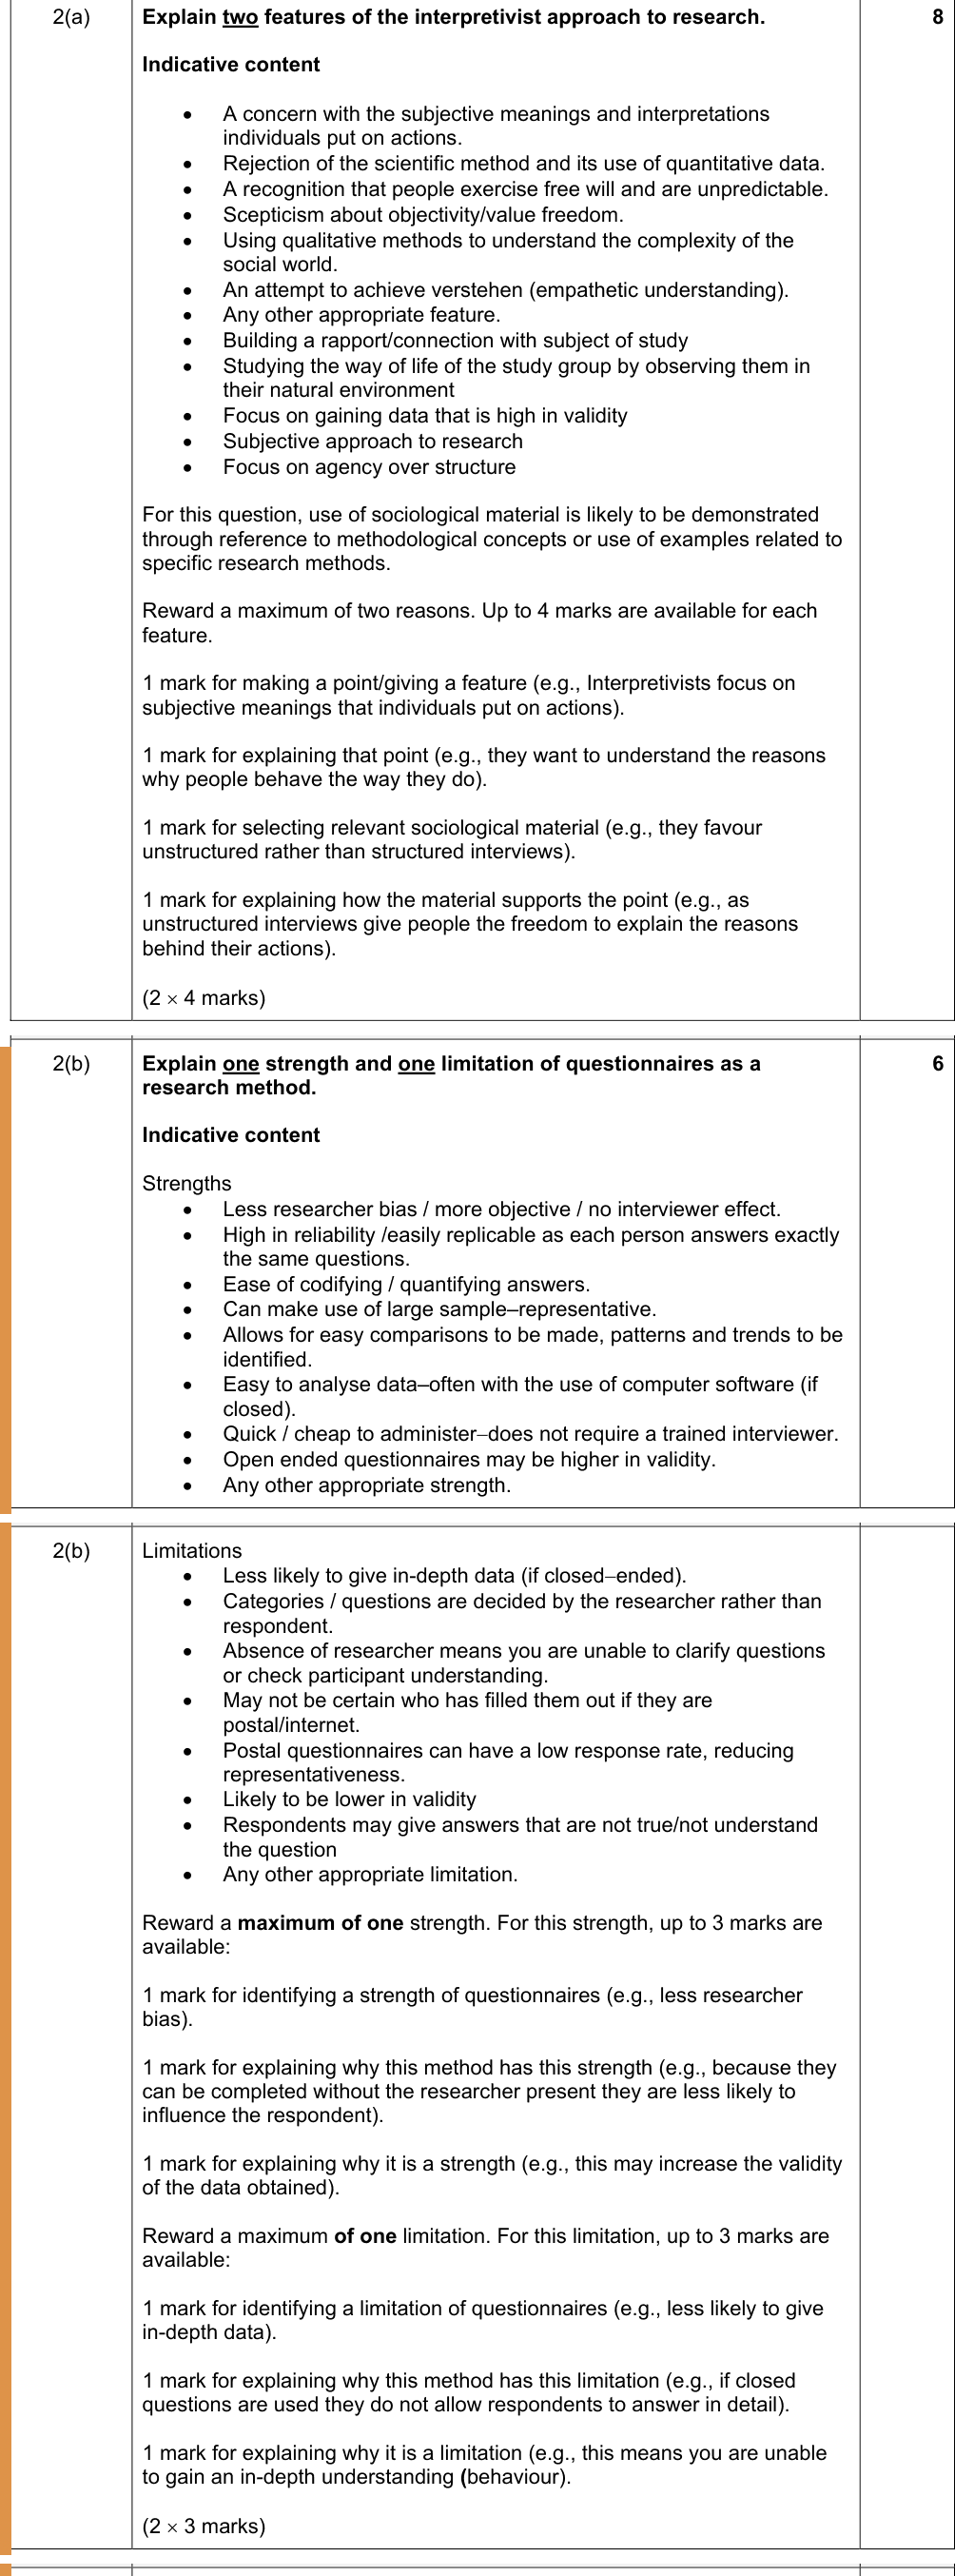 2(a) Explain two features of the interpretivist approach to research. 8
Indicative content
• A concern with the subjective meanings and interpretations
individuals put on actions.
• Rejection of the scientific method and its use of quantitative data.
• A recognition that people exercise free will and are unpredictable.
• Scepticism about objectivity/value freedom.
• Using qualitative methods to understand the complexity of the
social world.
• An attempt to achieve verstehen (empathetic understanding).
• Any other appropriate feature.
• Building a rapport/connection with subject of study
• Studying the way of life of the study group by observing them in
their natural environment
• Focus on gaining data that is high in validity
• Subjective approach to research
• Focus on agency over structure
For this question, use of sociological material is likely to be demonstrated
through reference to methodological concepts or use of examples related to
specific research methods.
Reward a maximum of two reasons. Up to 4 marks are available for each
feature.
1 mark for making a point/giving a feature (e.g., Interpretivists focus on
subjective meanings that individuals put on actions).
1 mark for explaining that point (e.g., they want to understand the reasons
why people behave the way they do).
1 mark for selecting relevant sociological material (e.g., they favour
unstructured rather than structured interviews).
1 mark for explaining how the material supports the point (e.g., as
unstructured interviews give people the freedom to explain the reasons
behind their actions).
(2 × 4 marks)
2(b) Explain one strength and one limitation of questionnaires as a 6
research method.
Indicative content
Strengths
• Less researcher bias / more objective / no interviewer effect.
• High in reliability /easily replicable as each person answers exactly
the same questions.
• Ease of codifying / quantifying answers.
• Can make use of large sample–representative.
• Allows for easy comparisons to be made, patterns and trends to be
identified.
• Easy to analyse data–often with the use of computer software (if
closed).
• Quick / cheap to administer–does not require a trained interviewer.
• Open ended questionnaires may be higher in validity.
• Any other appropriate strength.
2(b) Limitations
• Less likely to give in-depth data (if closed–ended).
• Categories / questions are decided by the researcher rather than
respondent.
• Absence of researcher means you are unable to clarify questions
or check participant understanding.
• May not be certain who has filled them out if they are
postal/internet.
• Postal questionnaires can have a low response rate, reducing
representativeness.
• Likely to be lower in validity
• Respondents may give answers that are not true/not understand
the question
• Any other appropriate limitation.
Reward a maximum of one strength. For this strength, up to 3 marks are
available:
1 mark for identifying a strength of questionnaires (e.g., less researcher
bias).
1 mark for explaining why this method has this strength (e.g., because they
can be completed without the researcher present they are less likely to
influence the respondent).
1 mark for explaining why it is a strength (e.g., this may increase the validity
of the data obtained).
Reward a maximum of one limitation. For this limitation, up to 3 marks are
available:
1 mark for identifying a limitation of questionnaires (e.g., less likely to give
in-depth data).
1 mark for explaining why this method has this limitation (e.g., if closed
questions are used they do not allow respondents to answer in detail).
1 mark for explaining why it is a limitation (e.g., this means you are unable
to gain an in-depth understanding (behaviour).
(2 × 3 marks)